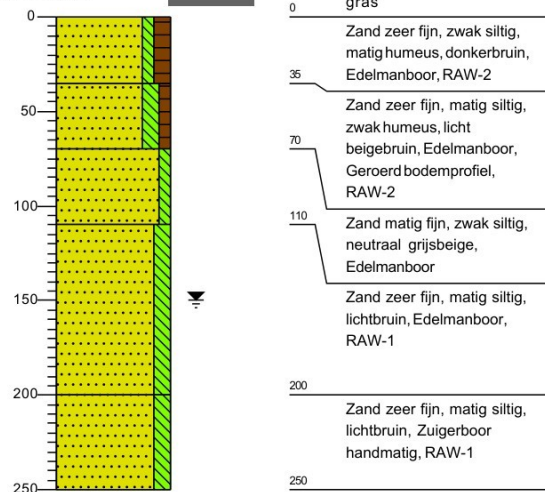 0
50
100
150
200
250
gras
0
Zand zeer fijn, zwak siltig,
matig humeus, donkerbruin,
Edelmanboor, RAW-2
35
Zand zeer fijn, matig siltig,
zwak humeus, licht
beigebruin, Edelmanboor,
Geroerd bodemprofiel,
RAW-2
70
Zand matig fijn, zwak siltig,
neutraal grijsbeige,
Edelmanboor
110
Zand zeer fijn, matig siltig,
lichtbruin, Edelmanboor,
RAW-1
200
Zand zeer fijn, matig siltig,
lichtbruin, Zuigerboor
handmatig, RAW-1
250